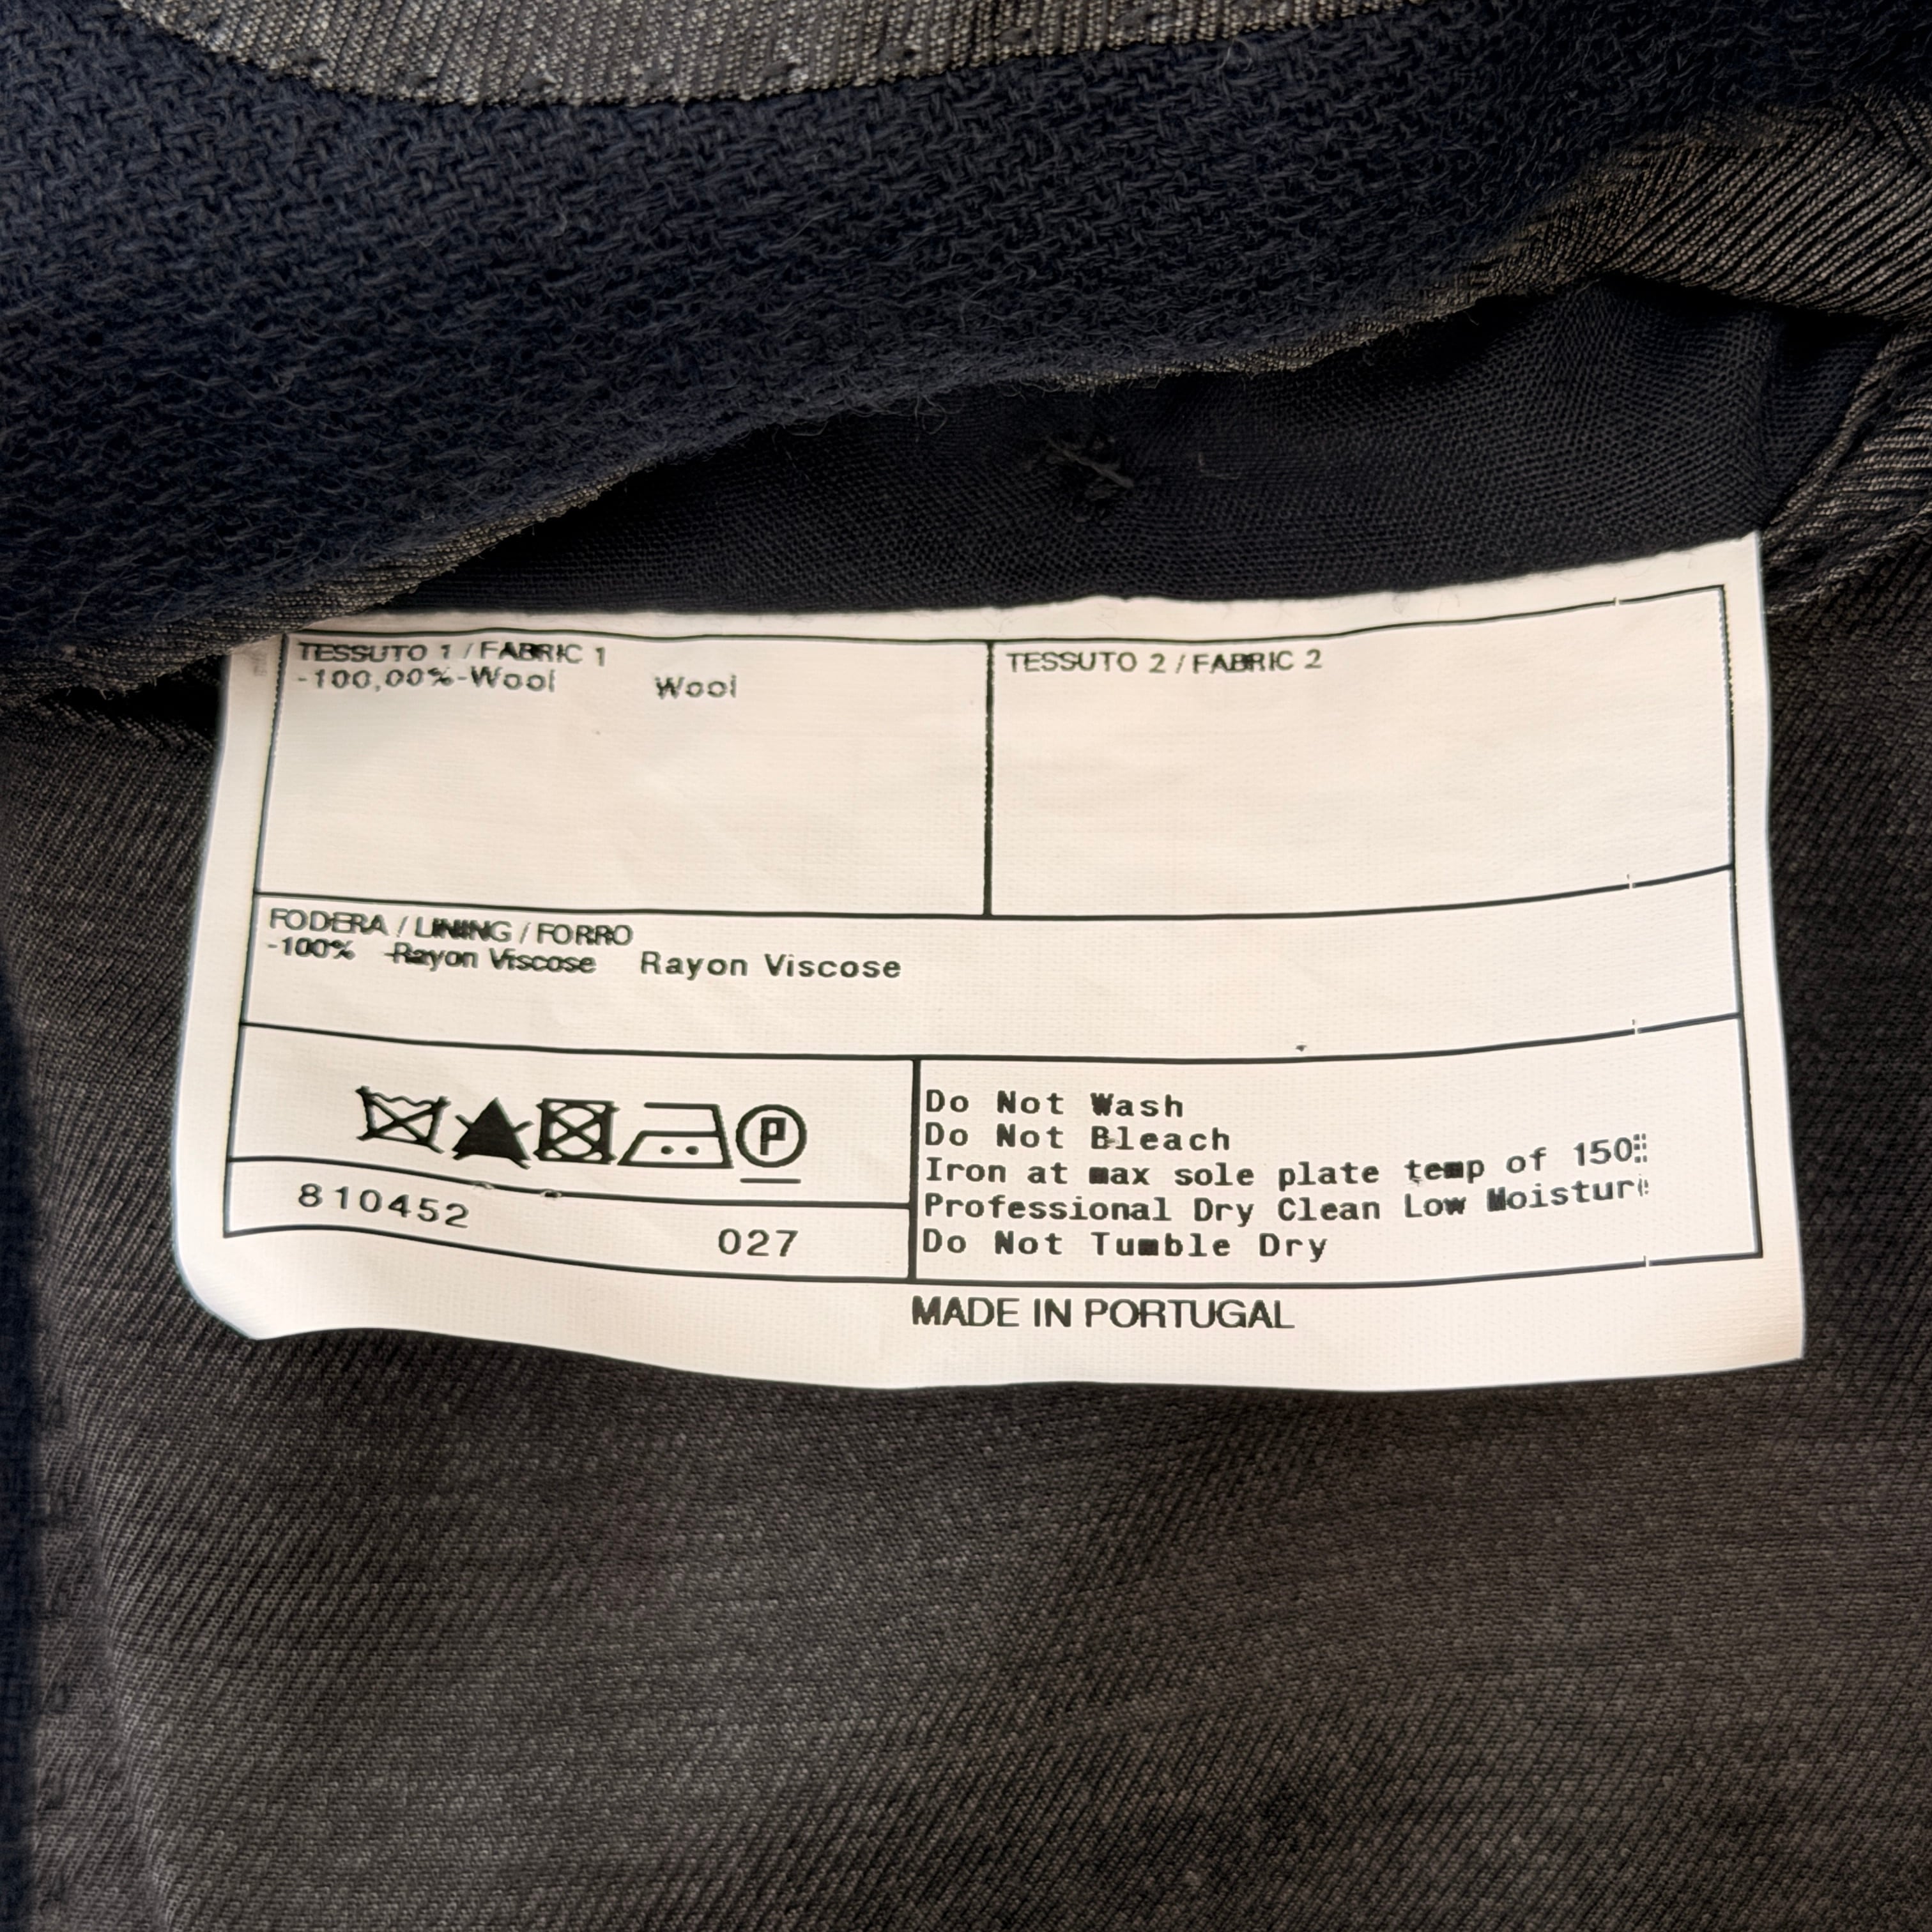 TESSUTO 1 / FABRIC 1
-100,00%-Wool Wool
TESSUTO 2 / FABRIC 2
FODERA / LINING / FORRO
-100% -Rayon Viscose Rayon Viscose
P
810452
027
Do Not Wash
Do Not Bleach
Iron at max sole plate temp of 150
Professional Dry Clean Low Moistur
Do Not Tumble Dry
MADE IN PORTUGAL